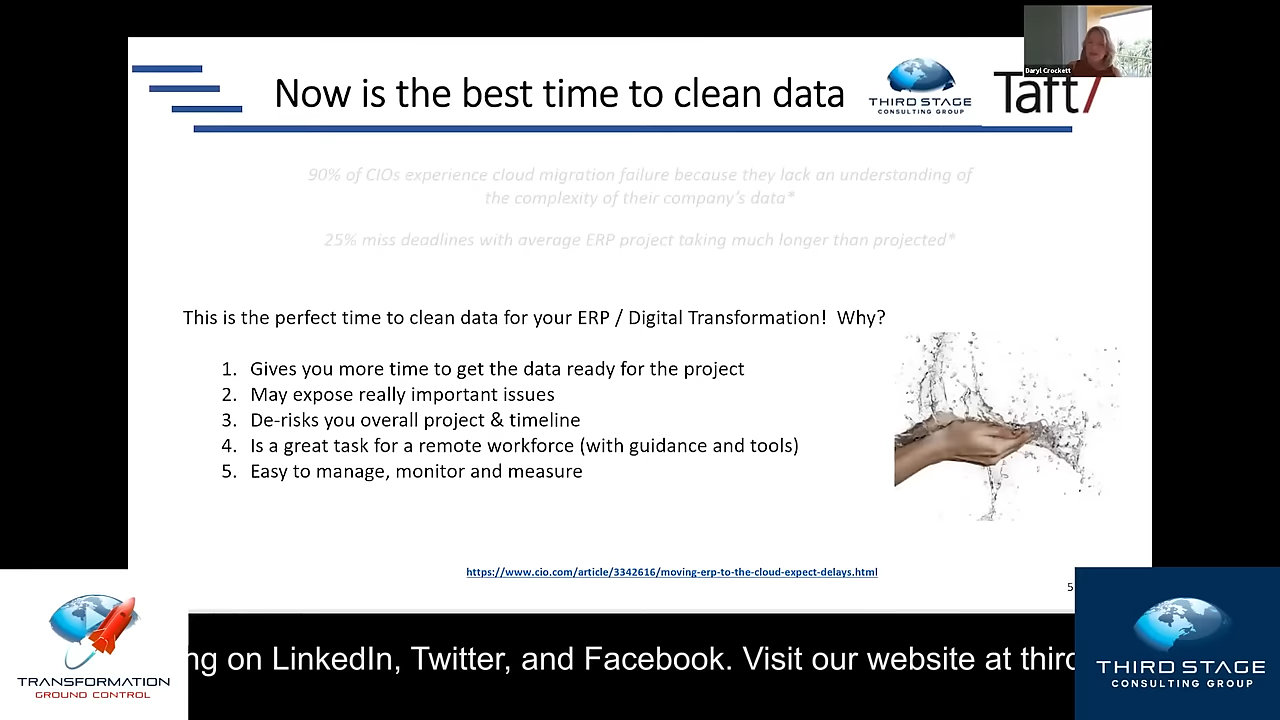 Daryl Crockett
Now is the best time to clean data
THIRD STAGE
CONSULTING GROUP
Taft7
90% of CIOs experience cloud migration failure because they lack an understanding of
the complexity of their company's data*
25% miss deadlines with average ERP project taking much longer than projected*
This is the perfect time to clean data for your ERP / Digital Transformation! Why?
1. Gives you more time to get the data ready for the project
2. May expose really important issues
3. De-risks you overall project & timeline
4. Is a great task for a remote workforce (with guidance and tools)
5. Easy to manage, monitor and measure
https://www.cio.com/article/3342616/moving-erp-to-the-cloud-expect-delays.html
5
TRANSFORMATION
GROUND CONTROL
ng on LinkedIn, Twitter, and Facebook. Visit our website at thirc
THIRD STAGE
CONSULTING GROUP